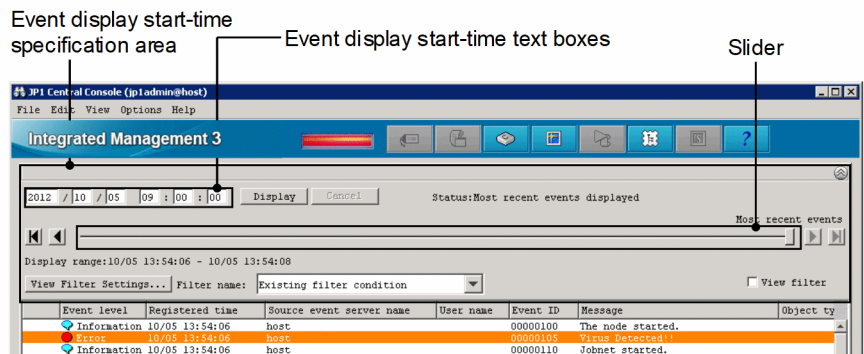 Event display start-time
specification area
Event display start-time text boxes
Slider
JP1 Central Console (jp1admin@host)
File Edit View Options Help
Integrated Management 3
?
2012 / 10 / 05 09 : 00 : 00 Display Cancel Status:Most recent events displayed
Most recent events
Display range:10/05 13:54:06 - 10/05 13:54:08
View Filter Settings... Filter name: Existing filter condition View filter
Event level Registered time Source event server name User name Event ID Message Object ty
Information 10/05 13:54:06 host 00000100 The node started.
Error 10/05 13:54:06 host 00000105 Virus Detected!!
Information 10/05 13:54:06 host 00000110 Jobnet started.